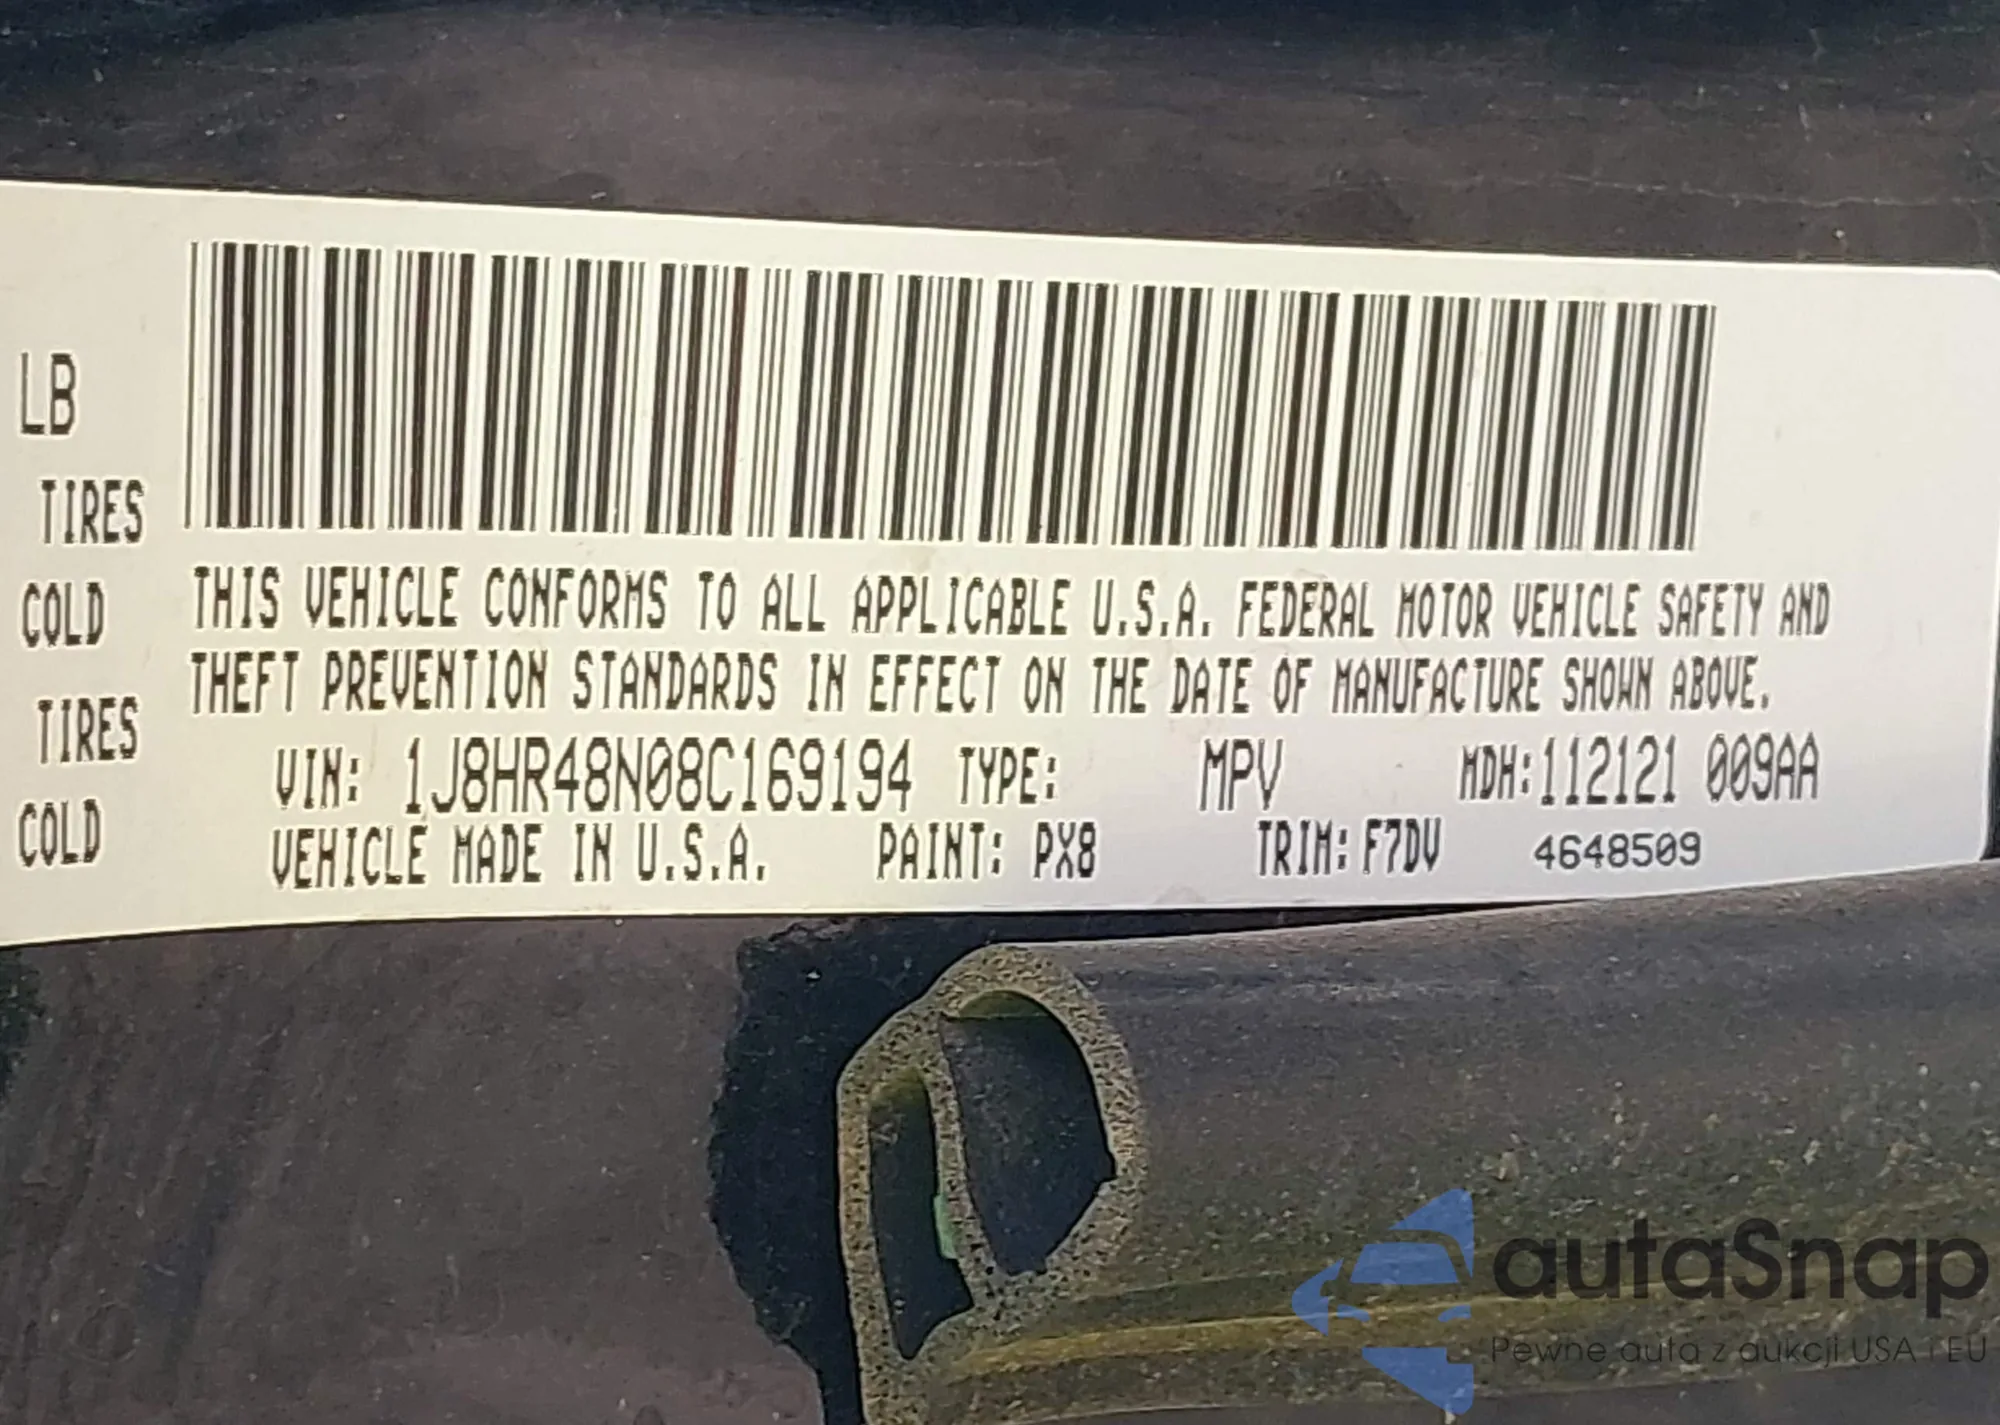 LB
TIRES
COLD
TIRES
COLD
THIS VEHICLE CONFORMS TO ALL APPLICABLE U.S.A. FEDERAL MOTOR VEHICLE SAFETY AND
THEFT PREVENTION STANDARDS IN EFFECT ON THE DATE OF MANUFACTURE SHOWN ABOVE.
VIN: 1J8HR48N08C169194 TYPE: MPV MDH:112121 009AA
VEHICLE MADE IN U.S.A. PAINT: PX8 TRIM:F7DV 4648509
autaSnap
Pewne auta z aukcji USA i EU